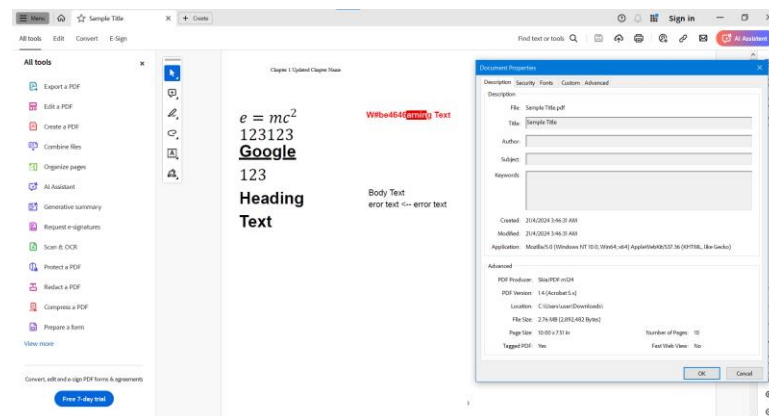 Menu Sample Title × + Create Sign in
All tools Edit Convert E-Sign Find text or tools AI Assistant
All tools ×
Export a PDF
Edit a PDF
Create a PDF
Combine files
Organize pages
AI Assistant
Generative summary
Request e-signatures
Scan & OCR
Protect a PDF
Redact a PDF
Compress a PDF
Prepare a form
View more
Convert, edit and e-sign PDF forms & agreements
Free 7-day trial
Chapter 1 Updated Chapter Name
e = mc²
123123
Google
123
Heading
Text
W#be4646arning Text
Body Text
eror text <-- error text
Document Properties ×
Description Security Fonts Custom Advanced
Description
File: Sample Title.pdf
Title: Sample Title
Author:
Subject:
Keywords:
Created: 21/4/2024 3:46:31 AM
Modified: 21/4/2024 3:46:31 AM
Application: Mozilla/5.0 (Windows NT 10.0; Win64; x64) AppleWebKit/537.36 (KHTML, like Gecko)
Advanced
PDF Producer: Skia/PDF m124
PDF Version: 1.4 (Acrobat 5.x)
Location: C:\Users\user\Downloads\
File Size: 2.76 MB (2,892,482 Bytes)
Page Size: 10.00 x 7.51 in Number of Pages: 10
Tagged PDF: Yes Fast Web View: No
OK Cancel